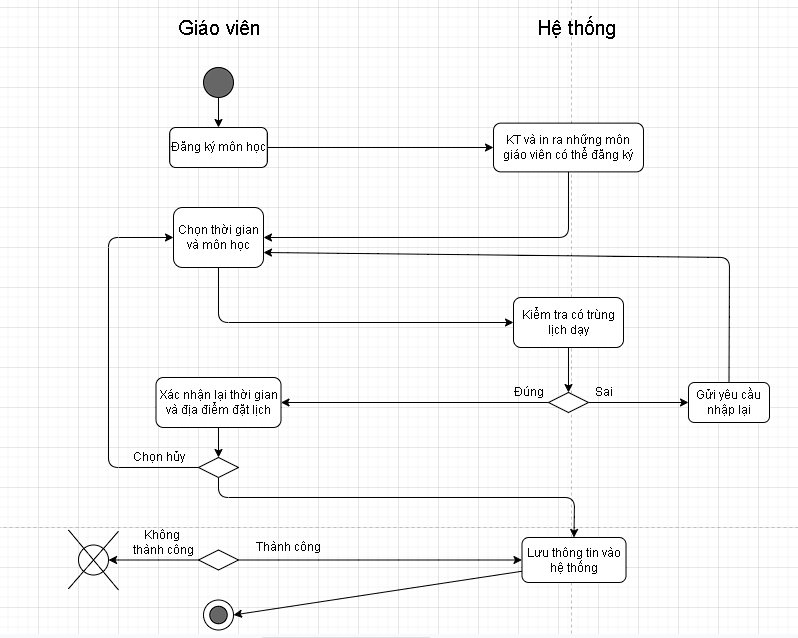 Giáo viên
Hệ thống
Đăng ký môn học
KT và in ra những môn
giáo viên có thể đăng ký
Chọn thời gian
và môn học
Kiểm tra có trùng
lịch dạy
Xác nhận lại thời gian
và địa điểm đặt lịch
Đúng
Sai
Gửi yêu cầu
nhập lại
Chọn hủy
Không
thành công
Thành công
Lưu thông tin vào
hệ thống